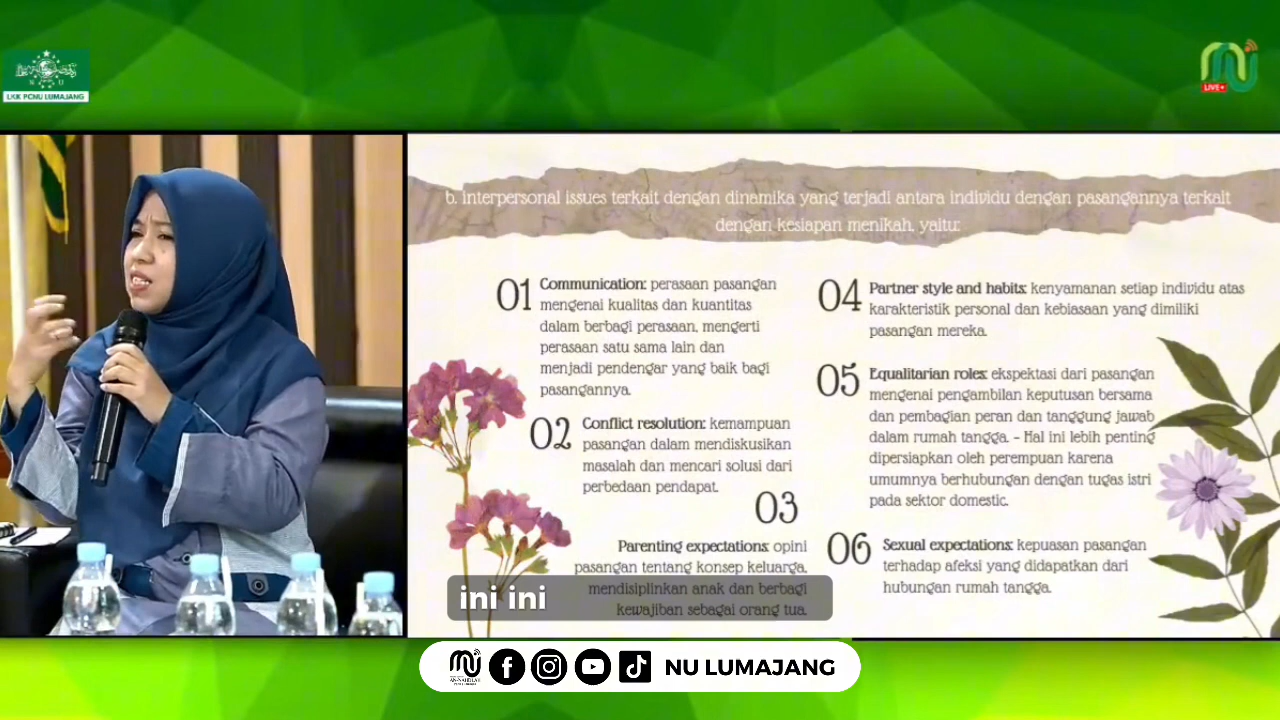 LKK PCNU LUMAJANG
LIVE
b. interpersonal issues terkait dengan dinamika yang terjadi antara individu dengan pasangannya terkait
dengan kesiapan menikah, yaitu:
01
Communication: perasaan pasangan
mengenai kualitas dan kuantitas
dalam berbagi perasaan, mengerti
perasaan satu sama lain dan
menjadi pendengar yang baik bagi
pasangannya.
02
Conflict resolution: kemampuan
pasangan dalam mendiskusikan
masalah dan mencari solusi dari
perbedaan pendapat.
03
Parenting expectations: opini
pasangan tentang konsep keluarga,
mendisiplinkan anak dan berbagi
kewajiban sebagai orang tua.
04
Partner style and habits: kenyamanan setiap individu atas
karakteristik personal dan kebiasaan yang dimiliki
pasangan mereka.
05
Equalitarian roles: ekspektasi dari pasangan
mengenai pengambilan keputusan bersama
dan pembagian peran dan tanggung jawab
dalam rumah tangga. - Hal ini lebih penting
dipersiapkan oleh perempuan karena
umumnya berhubungan dengan tugas istri
pada sektor domestic.
06
Sexual expectations: kepuasan pasangan
terhadap afeksi yang didapatkan dari
hubungan rumah tangga.
ini ini
NU LUMAJANG